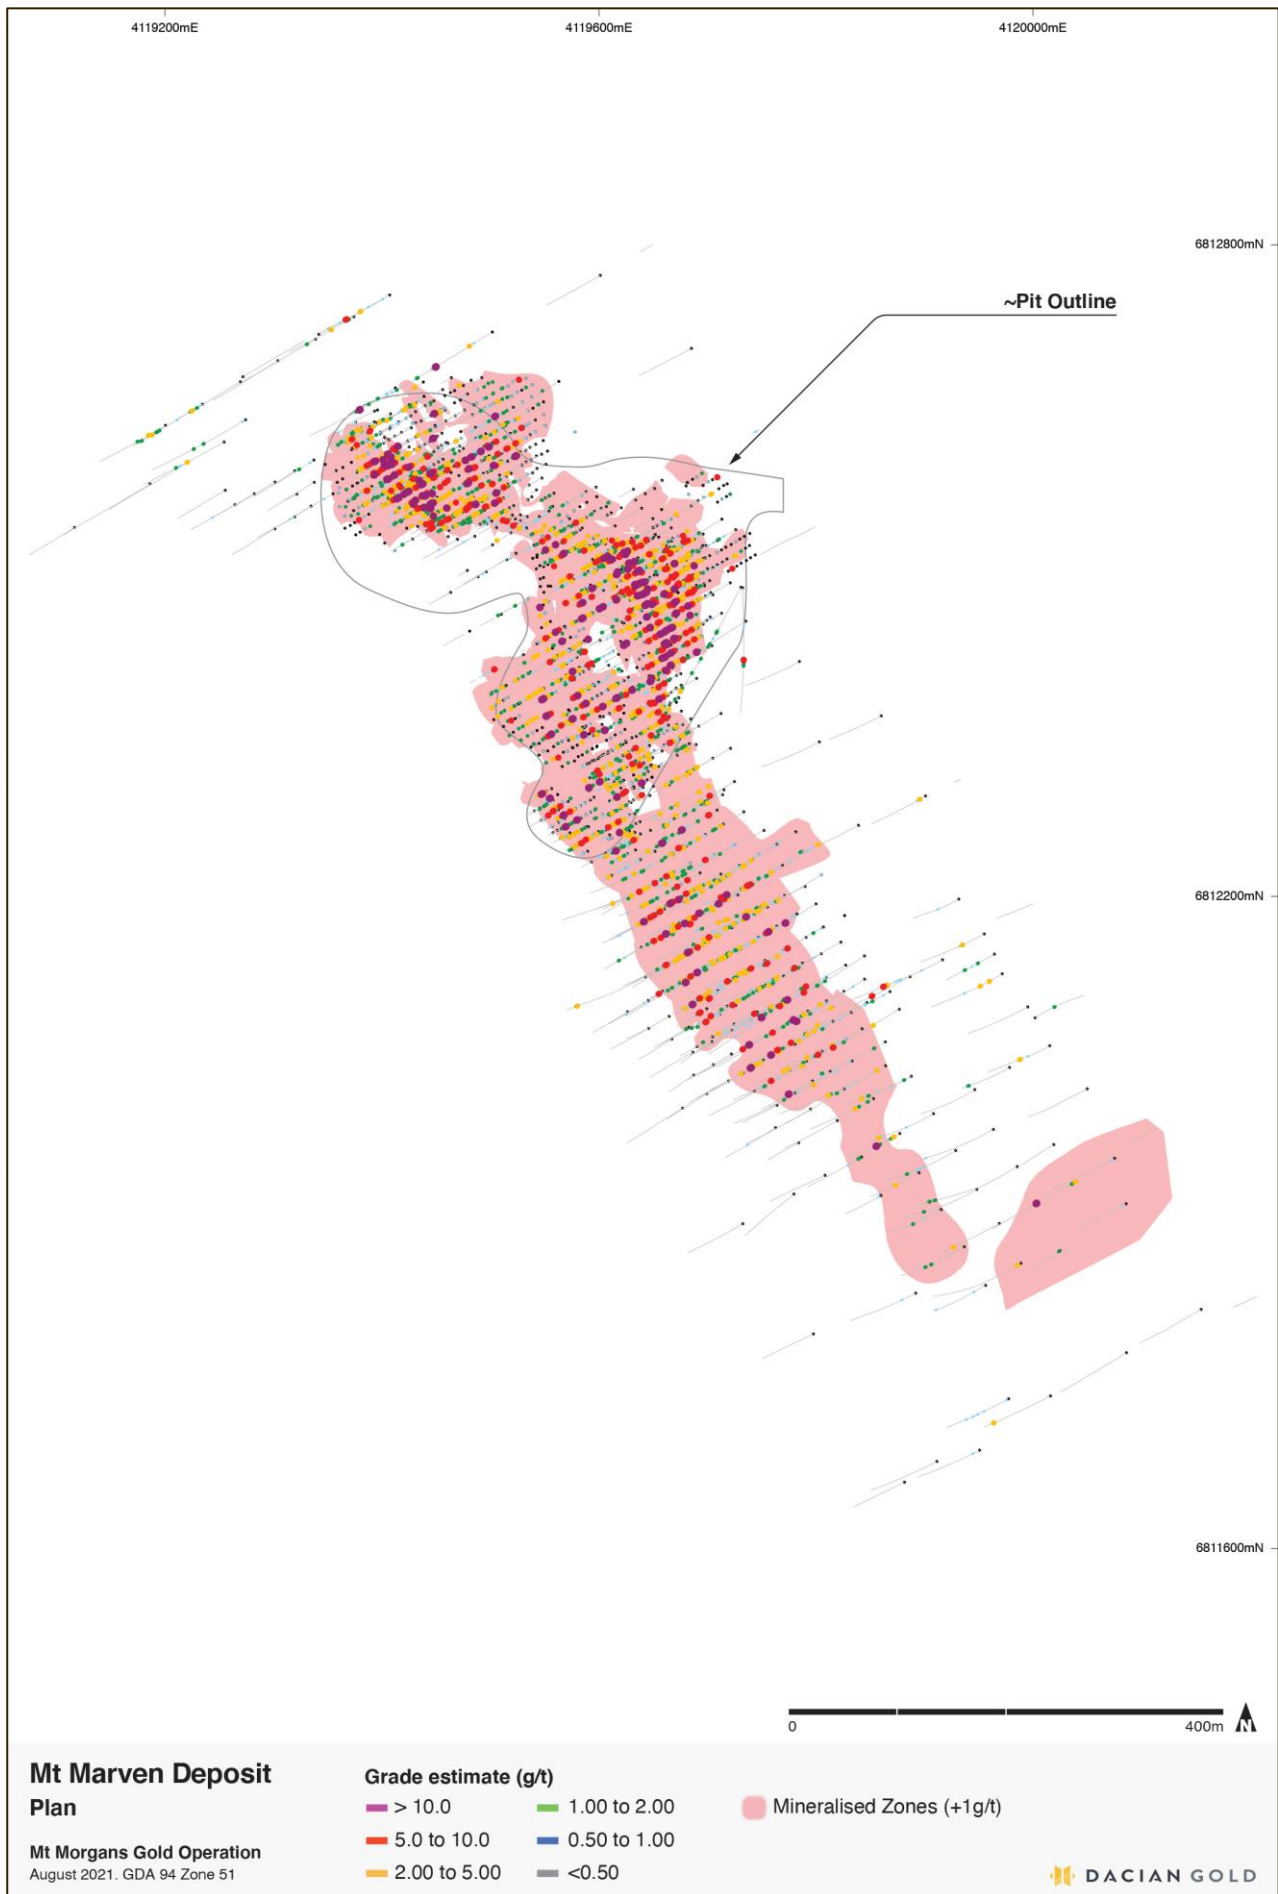 4119200mE 4119600mE 4120000mE
6812800mN
~Pit Outline
6812200mN
6811600mN
0 400m
N
Mt Marven Deposit
Plan
Mt Morgans Gold Operation
August 2021. GDA 94 Zone 51
Grade estimate (g/t)
> 10.0
5.0 to 10.0
2.00 to 5.00
1.00 to 2.00
0.50 to 1.00
<0.50
Mineralised Zones (+1g/t)
DACIAN GOLD